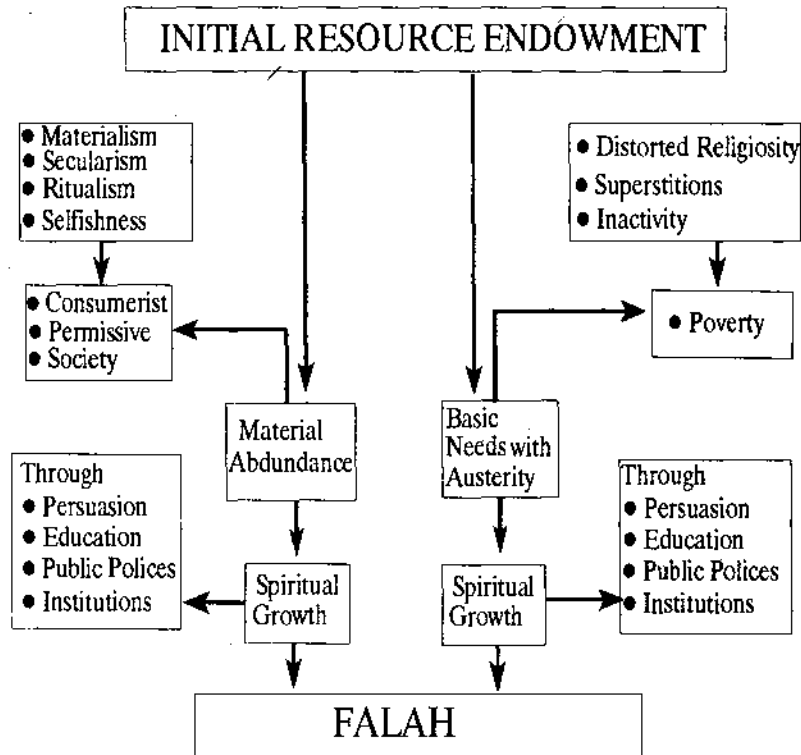 INITIAL RESOURCE ENDOWMENT
● Materialism
● Secularism
● Ritualism
● Selfishness
● Distorted Religiosity
● Superstitions
● Inactivity
● Consumerist
● Permissive
● Society
● Poverty
Material
Abdundance
Basic
Needs with
Austerity
Through
● Persuasion
● Education
● Public Polices
● Institutions
Spiritual
Growth
Spiritual
Growth
Through
● Persuasion
● Education
● Public Polices
● Institutions
FALAH